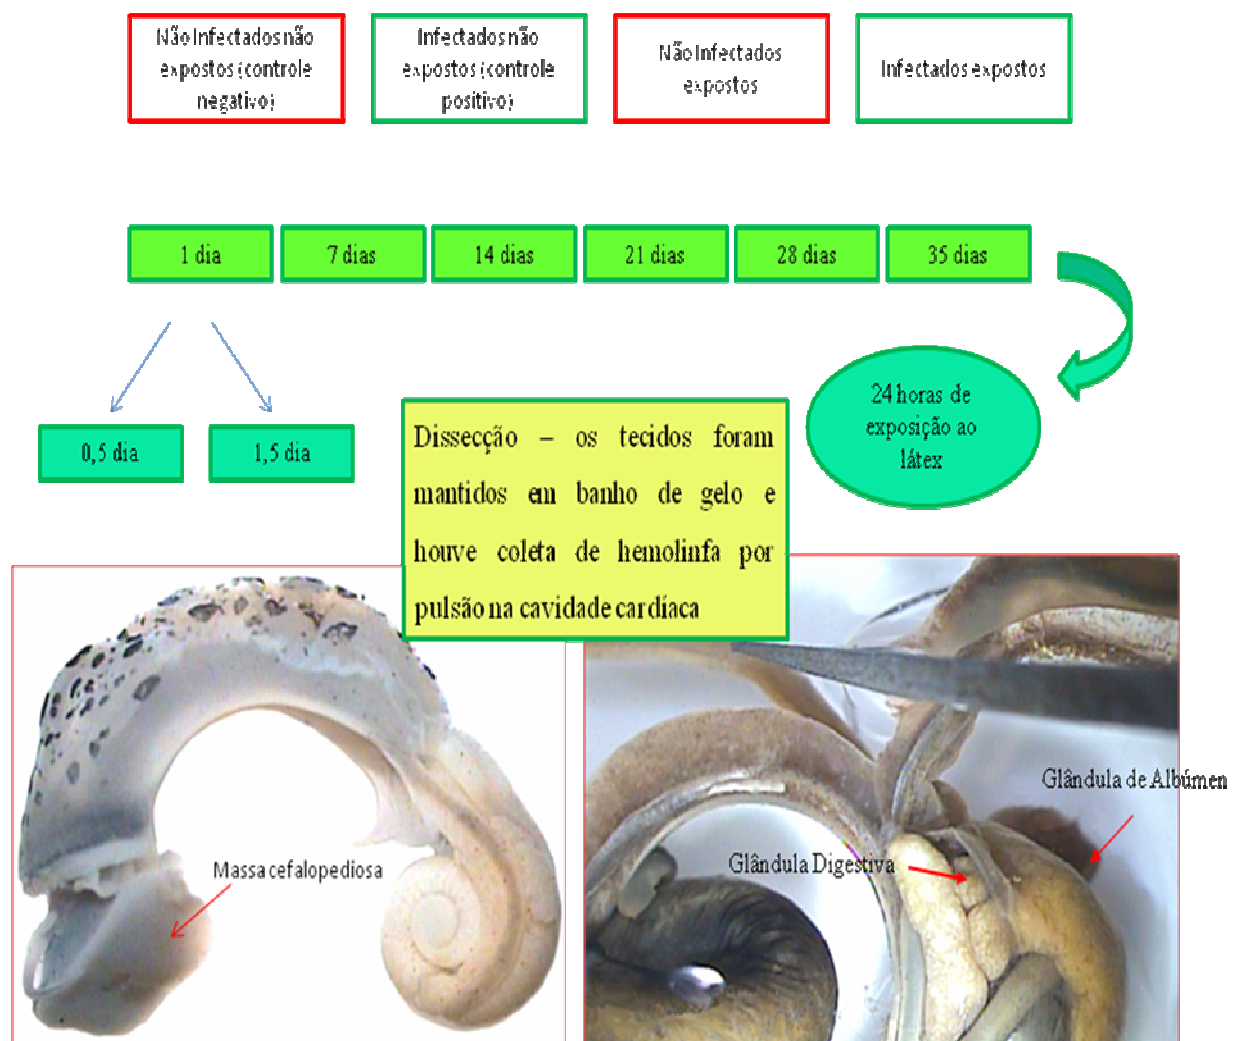 Não Infectados não
expostos (controle
negativo)
Infectados não
expostos (controle
positivo)
Não Infectados
expostos
Infectados expostos
1 dia
7 dias
14 dias
21 dias
28 dias
35 dias
0,5 dia
1,5 dia
24 horas de
exposição ao
látex
Dissecção – os tecidos foram
mantidos em banho de gelo e
houve coleta de hemolinfa por
pulsão na cavidade cardíaca
Massa cefalopediosa
Glândula Digestiva
Glândula de Albúmen